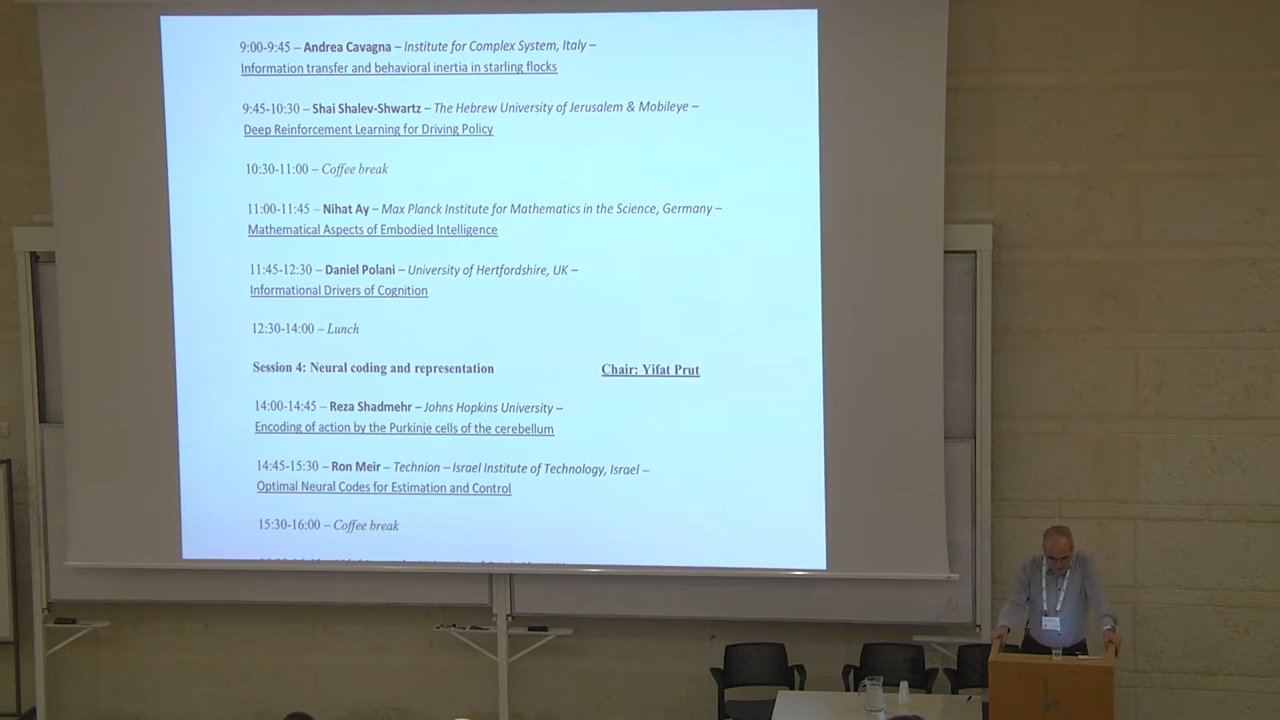 9:00-9:45 – Andrea Cavagna – Institute for Complex System, Italy –
Information transfer and behavioral inertia in starling flocks
9:45-10:30 – Shai Shalev-Shwartz – The Hebrew University of Jerusalem & Mobileye –
Deep Reinforcement Learning for Driving Policy
10:30-11:00 – Coffee break
11:00-11:45 – Nihat Ay – Max Planck Institute for Mathematics in the Science, Germany –
Mathematical Aspects of Embodied Intelligence
11:45-12:30 – Daniel Polani – University of Hertfordshire, UK –
Informational Drivers of Cognition
12:30-14:00 – Lunch
Session 4: Neural coding and representation Chair: Yifat Prut
14:00-14:45 – Reza Shadmehr – Johns Hopkins University –
Encoding of action by the Purkinje cells of the cerebellum
14:45-15:30 – Ron Meir – Technion – Israel Institute of Technology, Israel –
Optimal Neural Codes for Estimation and Control
15:30-16:00 – Coffee break